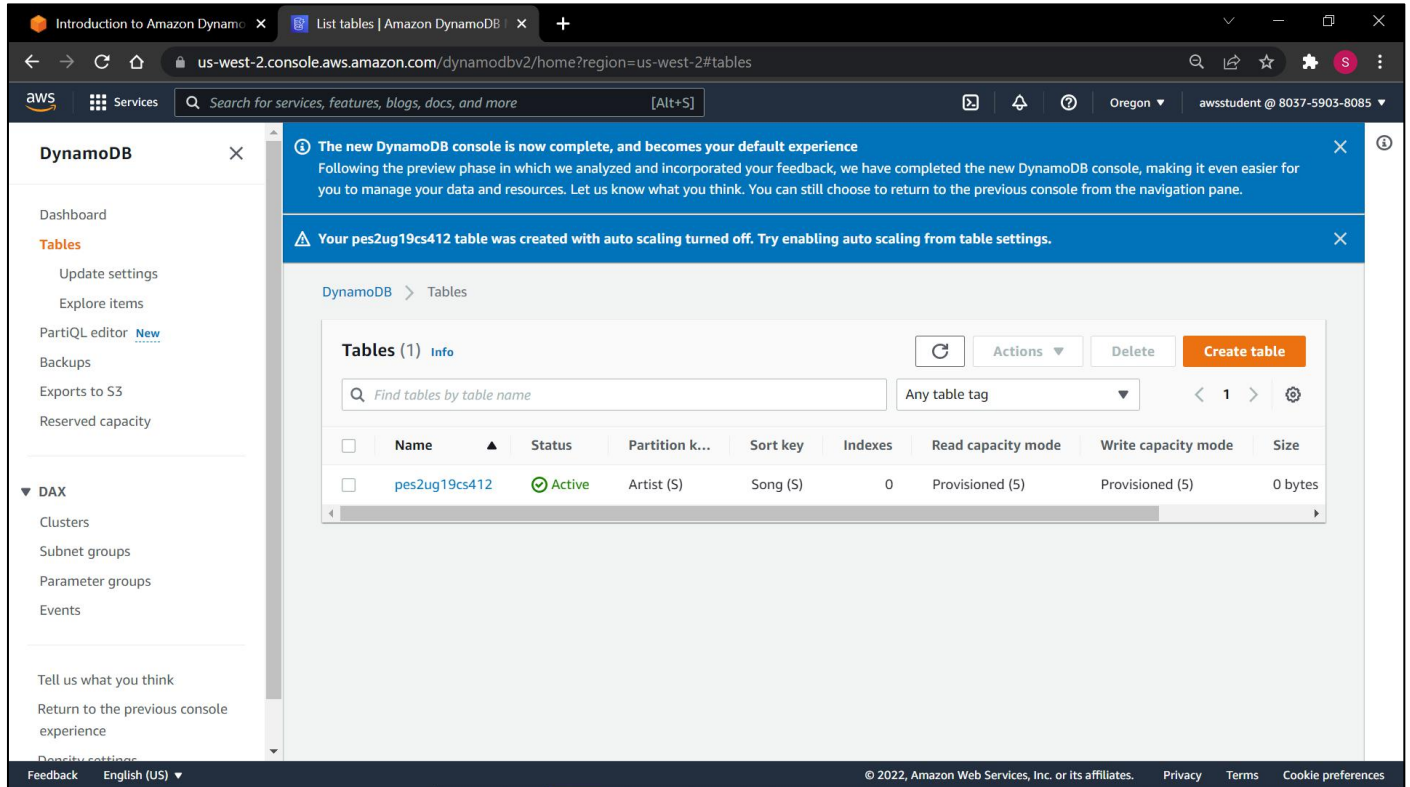 Introduction to Amazon Dynamo
List tables | Amazon DynamoDB
us-west-2.console.aws.amazon.com/dynamodbv2/home?region=us-west-2#tables
S
aws
Services
Search for services, features, blogs, docs, and more
[Alt+S]
Oregon
awsstudent @ 8037-5903-8085
DynamoDB
Dashboard
Tables
Update settings
Explore items
PartiQL editor New
Backups
Exports to S3
Reserved capacity
DAX
Clusters
Subnet groups
Parameter groups
Events
Tell us what you think
Return to the previous console
experience
Density settings
The new DynamoDB console is now complete, and becomes your default experience
Following the preview phase in which we analyzed and incorporated your feedback, we have completed the new DynamoDB console, making it even easier for
you to manage your data and resources. Let us know what you think. You can still choose to return to the previous console from the navigation pane.
Your pes2ug19cs412 table was created with auto scaling turned off. Try enabling auto scaling from table settings.
DynamoDB > Tables
Tables (1) Info
Actions
Delete
Create table
Find tables by table name
Any table tag
1
Name Status Partition k... Sort key Indexes Read capacity mode Write capacity mode Size
pes2ug19cs412 Active Artist (S) Song (S) 0 Provisioned (5) Provisioned (5) 0 bytes
Feedback English (US) © 2022, Amazon Web Services, Inc. or its affiliates. Privacy Terms Cookie preferences